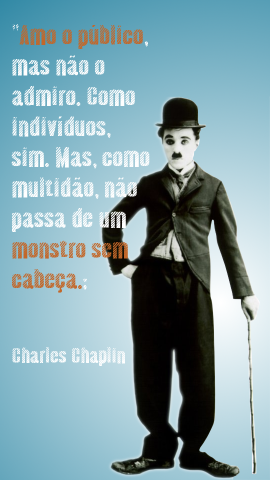 "Amo o público,
mas não o
admiro. Como
indivíduos,
sim. Mas, como
multidão, não
passa de um
monstro sem
cabeça.;
Charles Chaplin